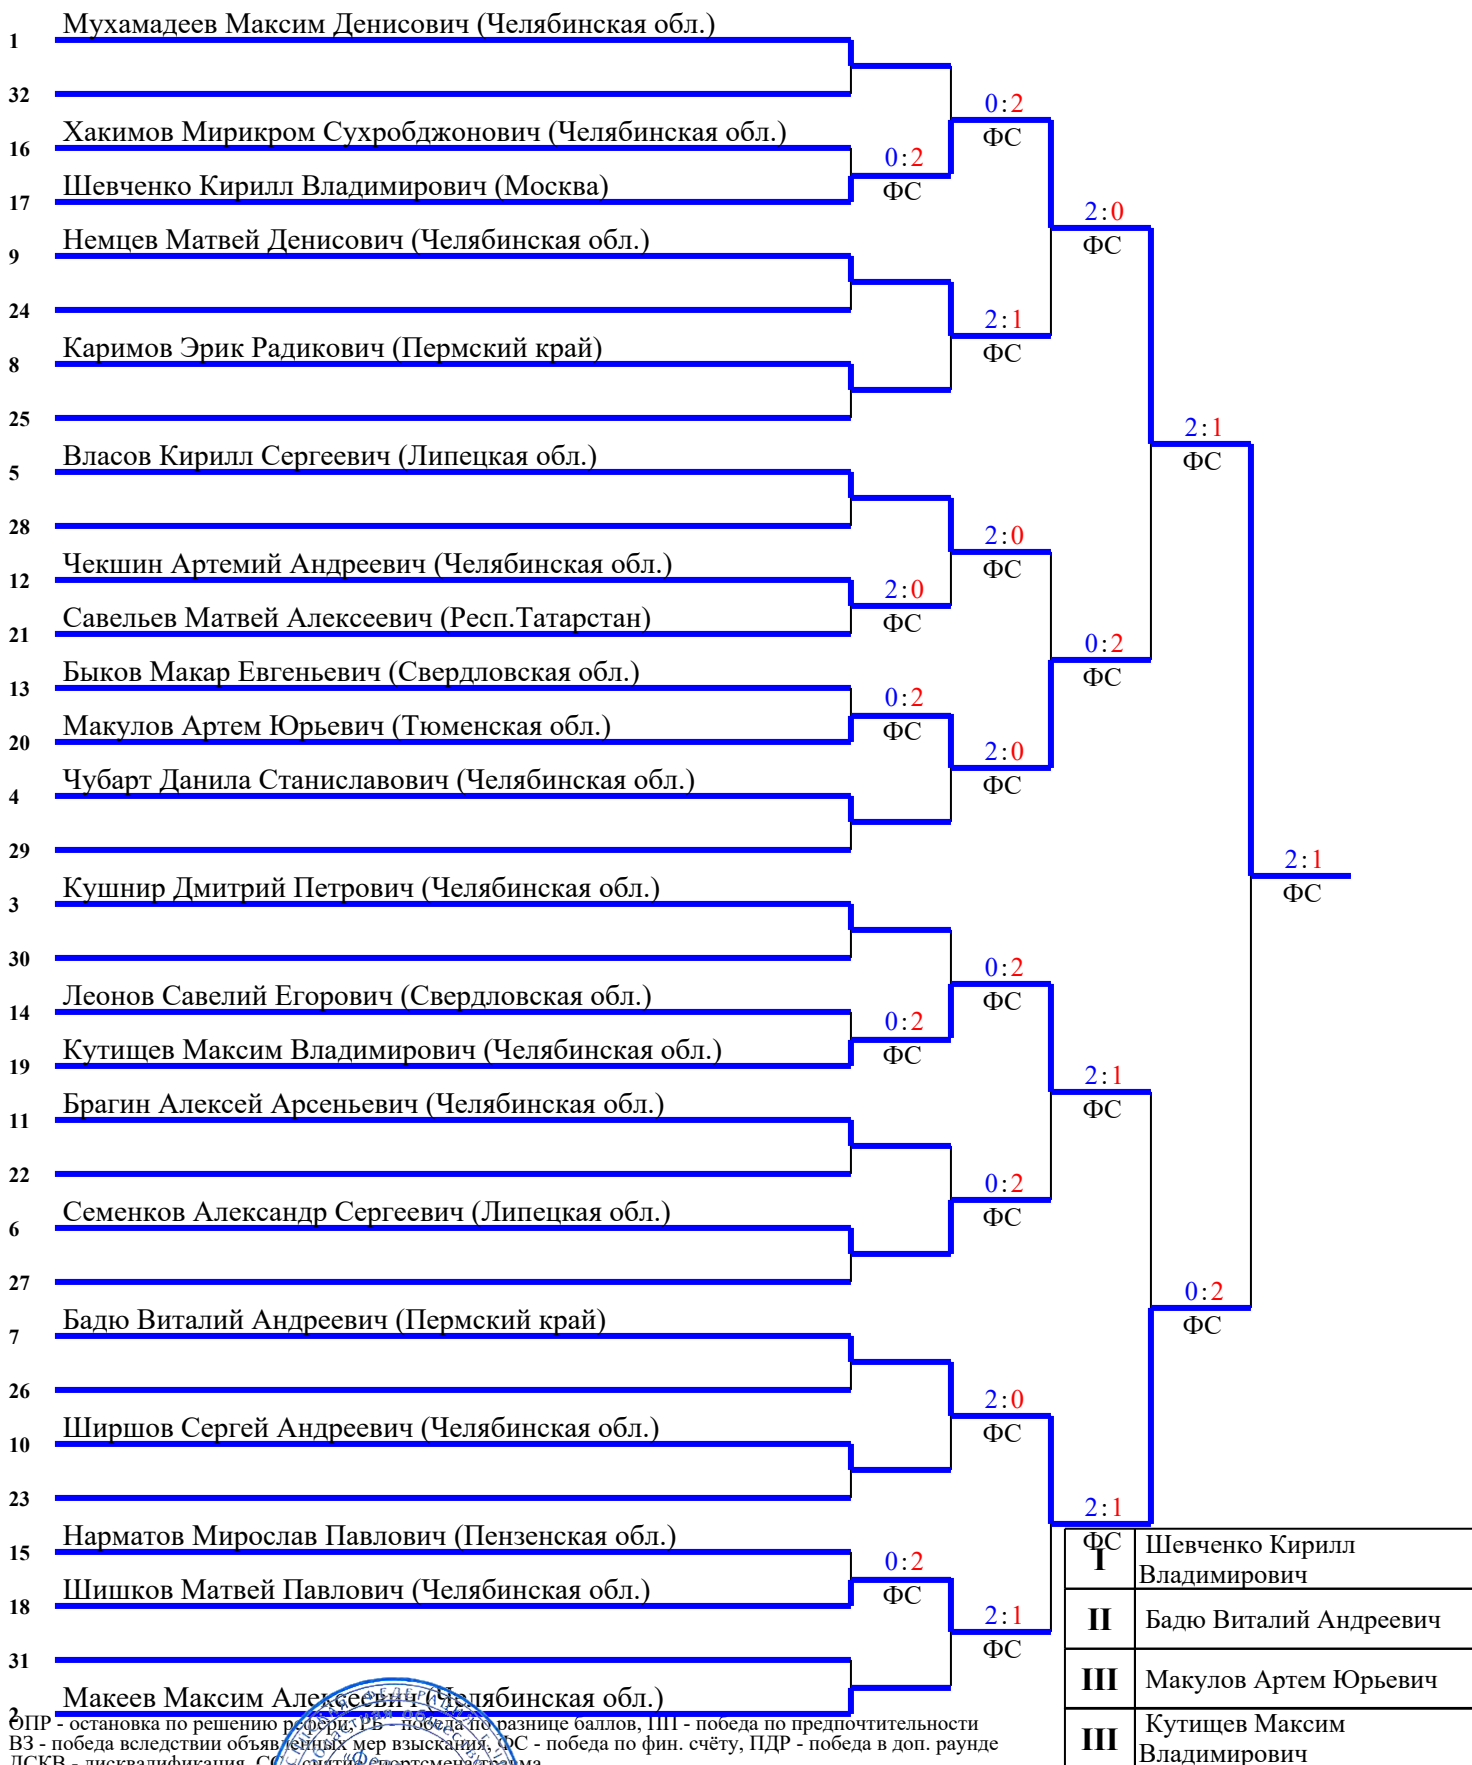 Мухамадеев Максим Денисович (Челябинская обл.)
1
32
0:2
ФС
Хакимов Мирикром Сухробджонович (Челябинская обл.)
16
0:2
ФС
Шевченко Кирилл Владимирович (Москва)
17
2:0
ФС
Немцев Матвей Денисович (Челябинская обл.)
9
24
2:1
ФС
Каримов Эрик Радикович (Пермский край)
8
25
2:1
ФС
Власов Кирилл Сергеевич (Липецкая обл.)
5
28
2:0
ФС
Чекшин Артемий Андреевич (Челябинская обл.)
12
2:0
ФС
Савельев Матвей Алексеевич (Респ.Татарстан)
21
0:2
ФС
Быков Макар Евгеньевич (Свердловская обл.)
13
0:2
ФС
Макулов Артем Юрьевич (Тюменская обл.)
20
2:0
ФС
Чубарт Данила Станиславович (Челябинская обл.)
4
29
2:1
ФС
Кушнир Дмитрий Петрович (Челябинская обл.)
3
30
0:2
ФС
Леонов Савелий Егорович (Свердловская обл.)
14
0:2
ФС
Кутищев Максим Владимирович (Челябинская обл.)
19
2:1
ФС
Брагин Алексей Арсеньевич (Челябинская обл.)
11
22
0:2
ФС
Семенков Александр Сергеевич (Липецкая обл.)
6
27
0:2
ФС
Бадю Виталий Андреевич (Пермский край)
7
26
2:0
ФС
Ширшов Сергей Андреевич (Челябинская обл.)
10
23
2:1
ФС
Нарматов Мирослав Павлович (Пензенская обл.)
15
0:2
ФС
Шишков Матвей Павлович (Челябинская обл.)
18
2:1
ФС
31
Макеев Максим Алексеевич (Челябинская обл.)
2
I Шевченко Кирилл
Владимирович
II Бадю Виталий Андреевич
III Макулов Артем Юрьевич
III Кутищев Максим
Владимирович
ОПР - остановка по решению рефери, РБ - победа по разнице баллов, ПП - победа по предпочтительности
ВЗ - победа вследствии объявленных мер взыскания, ФС - победа по фин. счёту, ПДР - победа в доп. раунде
ДСКВ - дисквалификация, травма